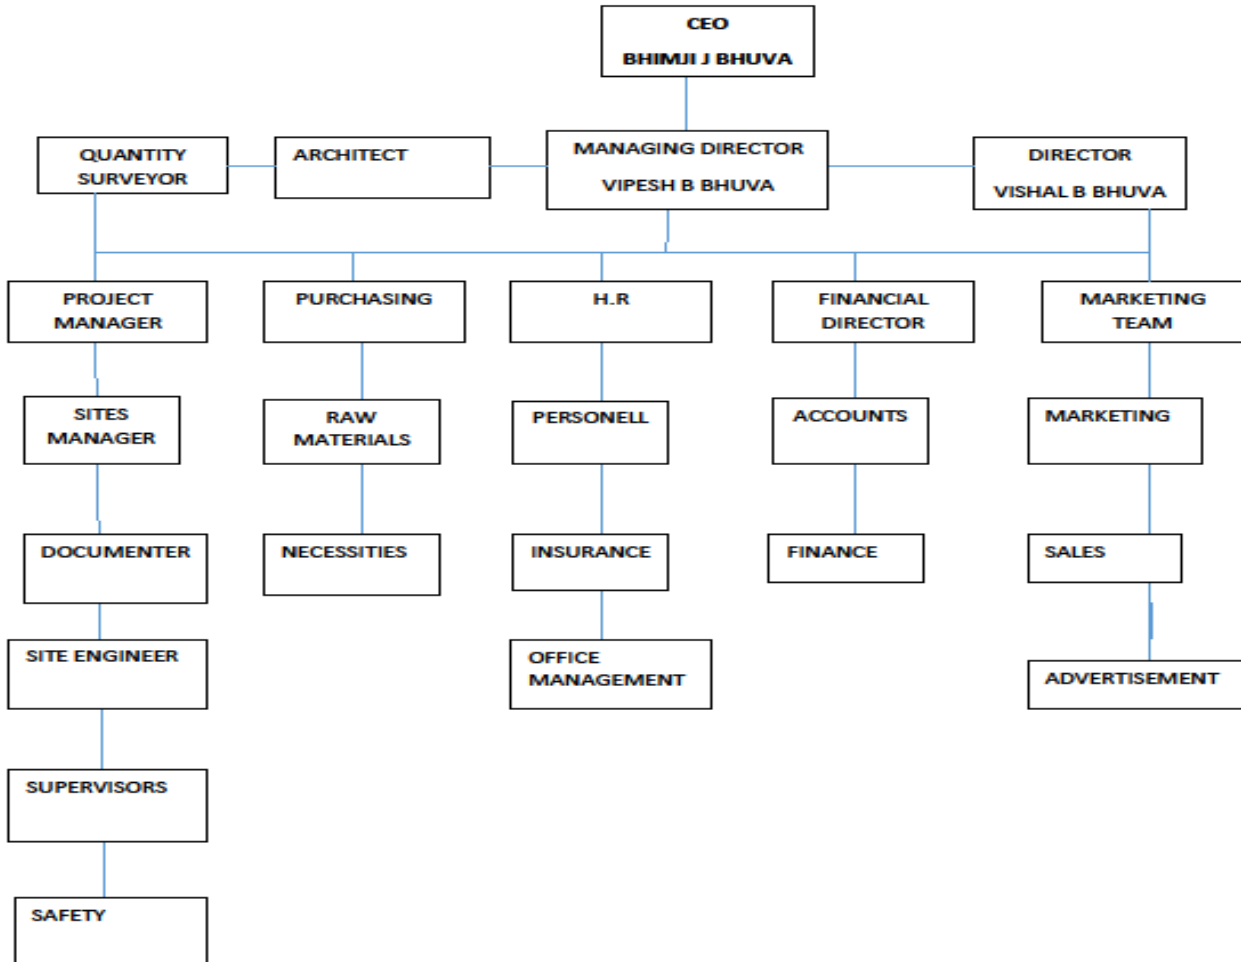 CEO
BHIMJI J BHUVA
QUANTITY
SURVEYOR
ARCHITECT
MANAGING DIRECTOR
VIPESH B BHUVA
DIRECTOR
VISHAL B BHUVA
PROJECT
MANAGER
PURCHASING
H.R
FINANCIAL
DIRECTOR
MARKETING
TEAM
SITES
MANAGER
RAW
MATERIALS
PERSONELL
ACCOUNTS
MARKETING
DOCUMENTER
NECESSITIES
INSURANCE
FINANCE
SALES
SITE ENGINEER
OFFICE
MANAGEMENT
ADVERTISEMENT
SUPERVISORS
SAFETY